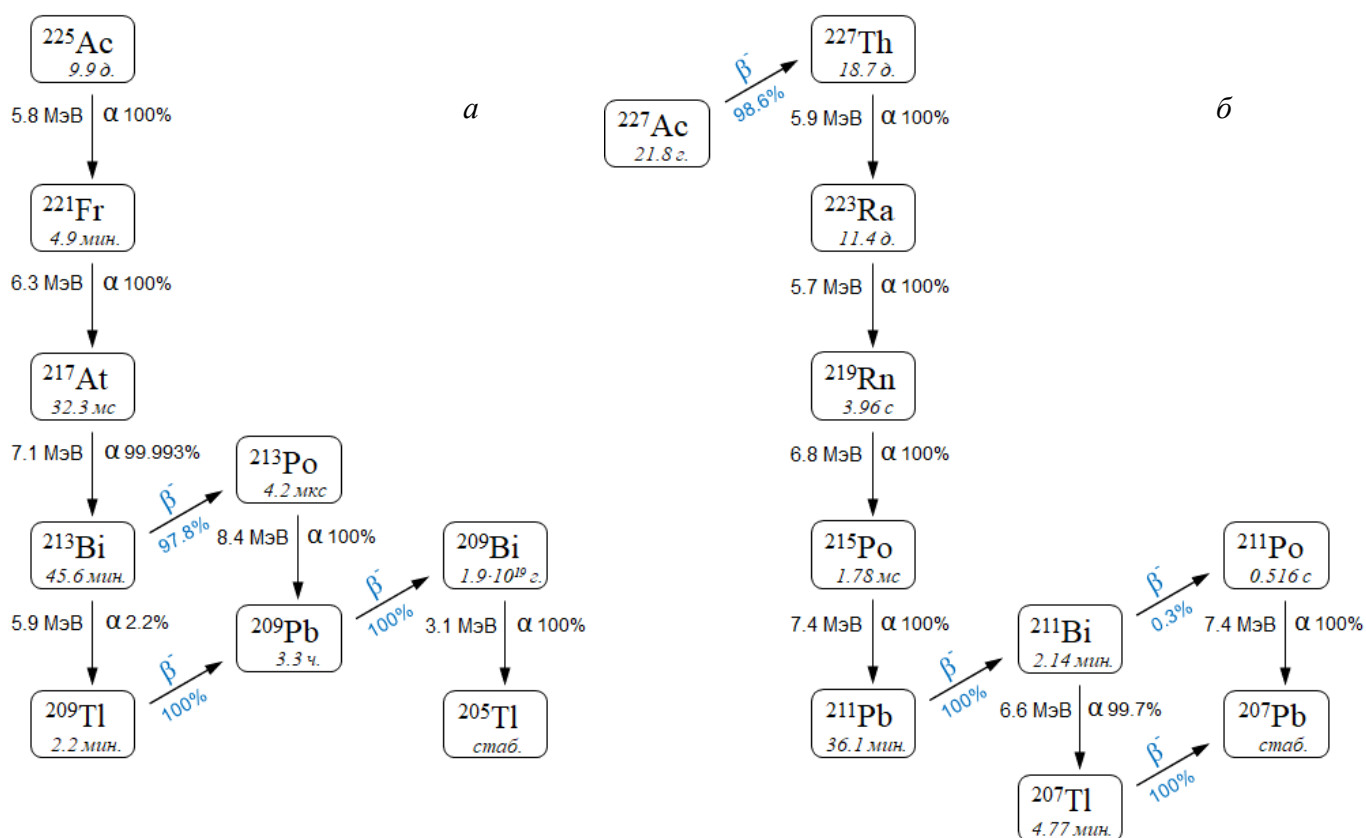 ²²⁵Ac
9.9 д.
5.8 МэВ α 100%
²²¹Fr
4.9 мин.
6.3 МэВ α 100%
²¹⁷At
32.3 мс
7.1 МэВ α 99.993%
²¹³Bi
45.6 мин.
β⁻
97.8%
²¹³Po
4.2 мкс
8.4 МэВ α 100%
5.9 МэВ α 2.2%
²⁰⁹Tl
2.2 мин.
β⁻
100%
²⁰⁹Pb
3.3 ч.
β⁻
100%
²⁰⁹Bi
1.9·10¹⁹ г.
3.1 МэВ α 100%
²⁰⁵Tl
стаб.
а
²²⁷Ac
21.8 г.
β⁻
98.6%
²²⁷Th
18.7 д.
5.9 МэВ α 100%
²²³Ra
11.4 д.
5.7 МэВ α 100%
²¹⁹Rn
3.96 с
6.8 МэВ α 100%
²¹⁵Po
1.78 мс
7.4 МэВ α 100%
²¹¹Pb
36.1 мин.
β⁻
100%
²¹¹Bi
2.14 мин.
β⁻
0.3%
²¹¹Po
0.516 с
7.4 МэВ α 100%
6.6 МэВ α 99.7%
²⁰⁷Tl
4.77 мин.
β⁻
100%
²⁰⁷Pb
стаб.
б